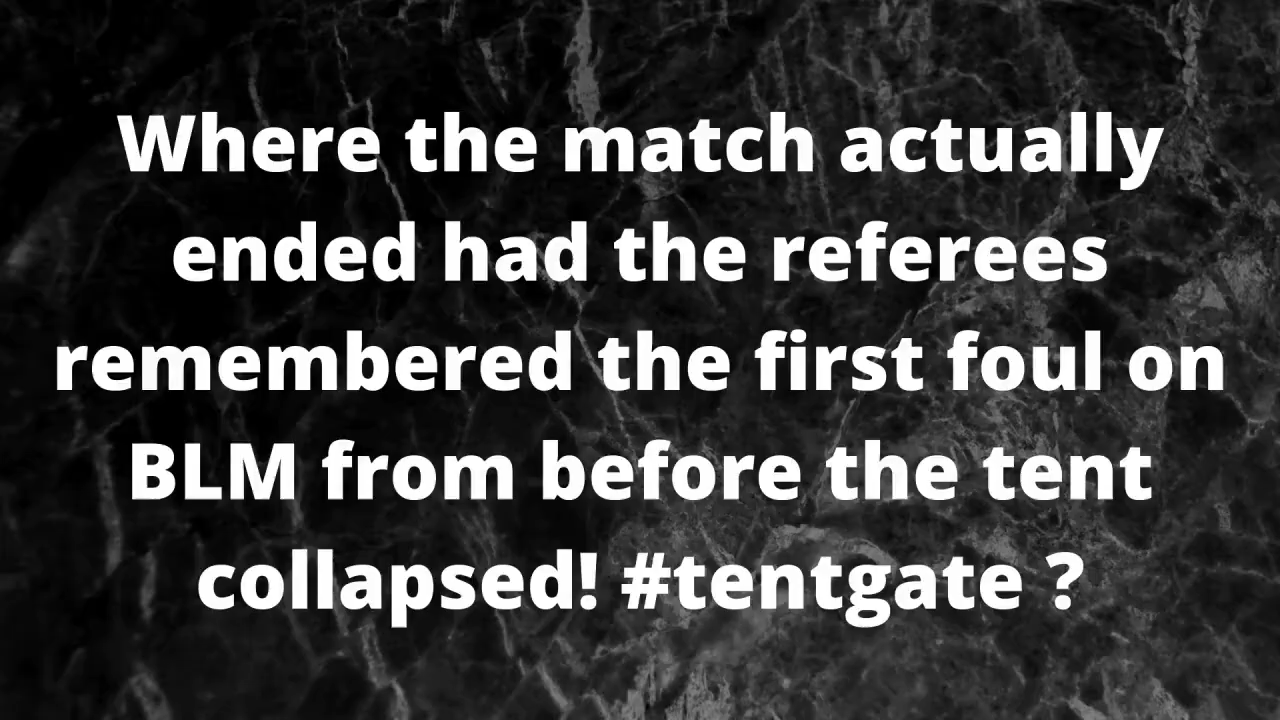 Where the match actually
ended had the referees
remembered the first foul on
BLM from before the tent
collapsed! #tentgate ?